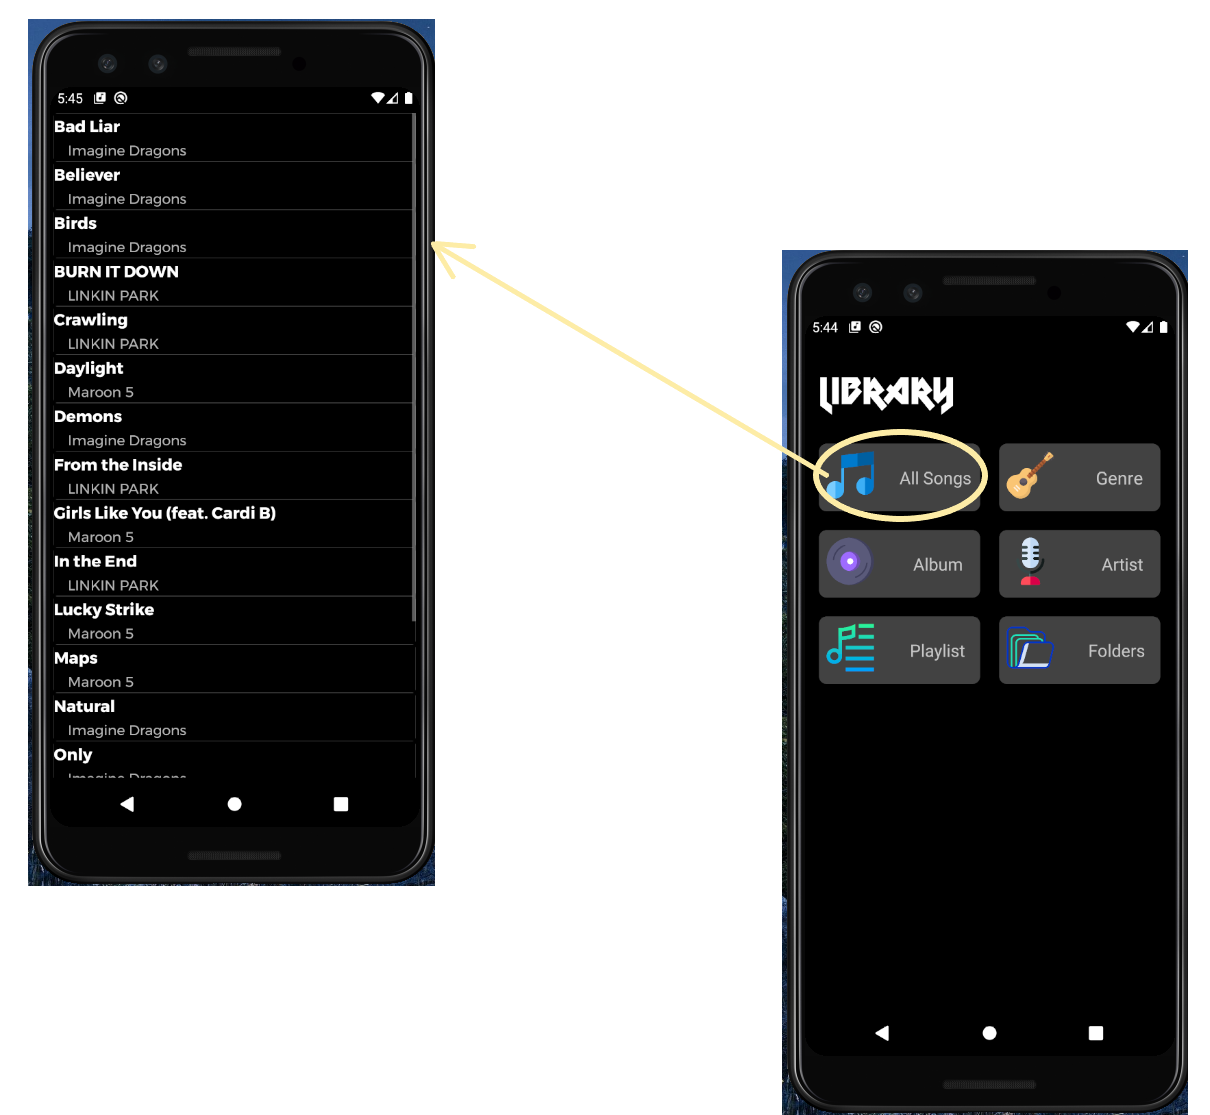 5:45
Bad Liar
Imagine Dragons
Believer
Imagine Dragons
Birds
Imagine Dragons
BURN IT DOWN
LINKIN PARK
Crawling
LINKIN PARK
Daylight
Maroon 5
Demons
Imagine Dragons
From the Inside
LINKIN PARK
Girls Like You (feat. Cardi B)
Maroon 5
In the End
LINKIN PARK
Lucky Strike
Maroon 5
Maps
Maroon 5
Natural
Imagine Dragons
Only
Imagine Dragons
5:44
LIBRARY
All Songs
Genre
Album
Artist
Playlist
Folders